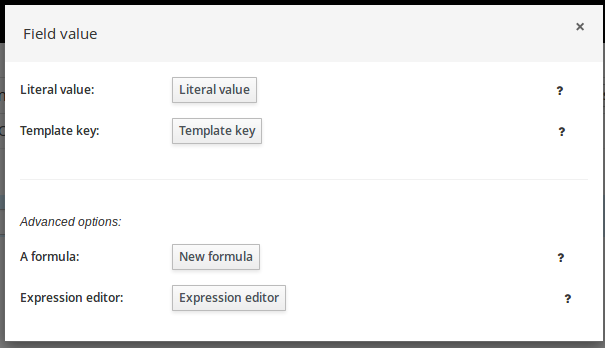 Field value ×
Literal value: Literal value ?
Template key: Template key ?
Advanced options:
A formula: New formula ?
Expression editor: Expression editor ?